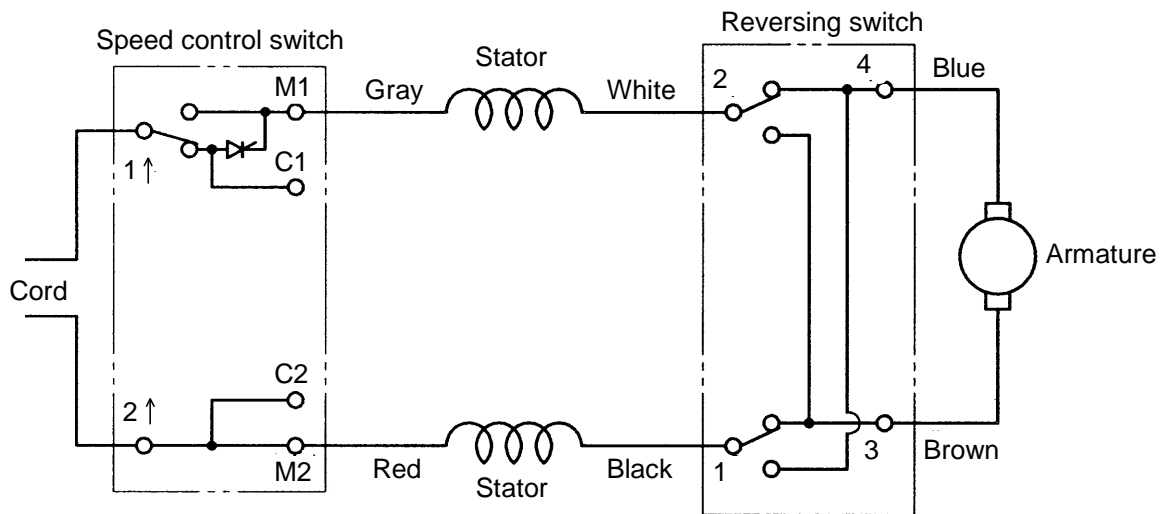 Reversing switch
Speed control switch
Stator
M1
Gray
White
2
4
Blue
1↑
C1
Armature
Cord
C2
2↑
M2
Red
Stator
Black
1
3
Brown